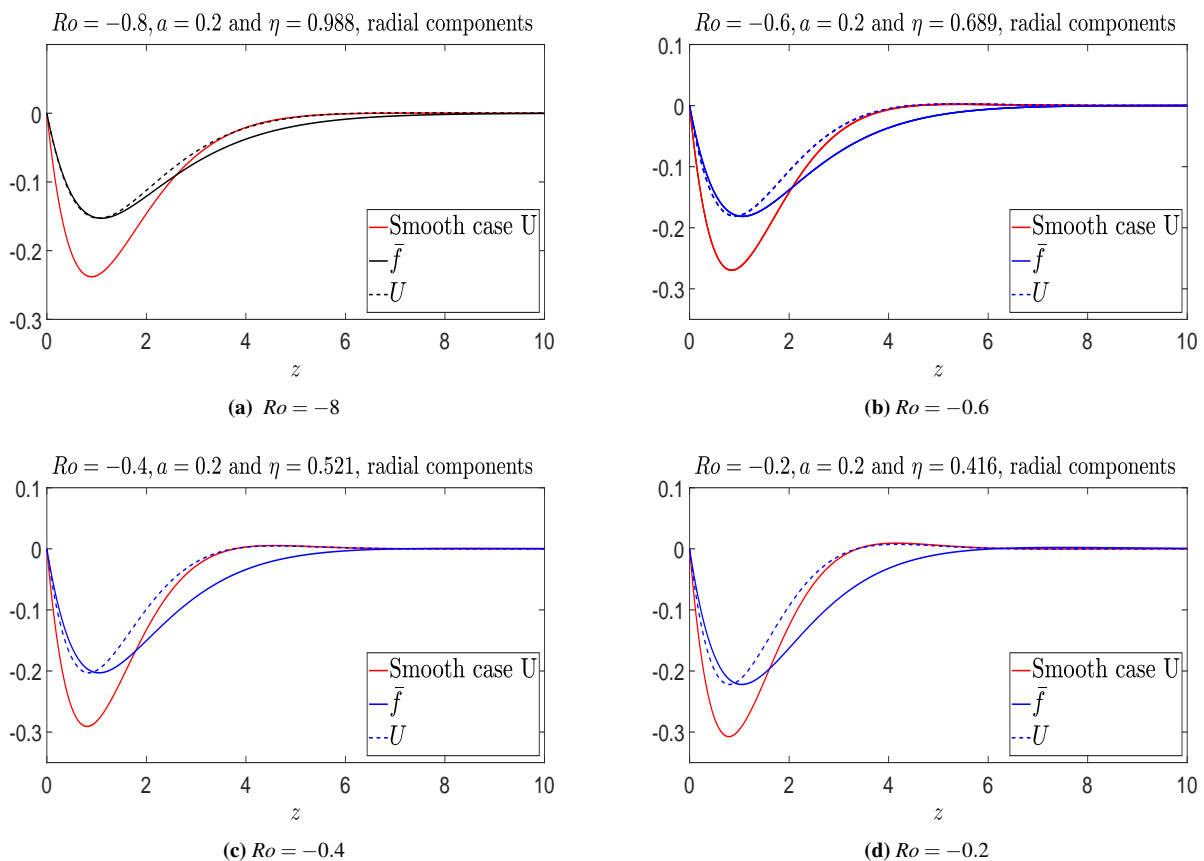 Ro = −0.8, a = 0.2 and η = 0.988, radial components
0
-0.1
-0.2
-0.3
Smooth case U
f̄
U
0 2 4 6 8 10
z
(a) Ro = −8
Ro = −0.6, a = 0.2 and η = 0.689, radial components
0.1
0
-0.1
-0.2
-0.3
Smooth case U
f̄
U
0 2 4 6 8 10
z
(b) Ro = −0.6
Ro = −0.4, a = 0.2 and η = 0.521, radial components
0.1
0
-0.1
-0.2
-0.3
Smooth case U
f̄
U
0 2 4 6 8 10
z
(c) Ro = −0.4
Ro = −0.2, a = 0.2 and η = 0.416, radial components
0.1
0
-0.1
-0.2
-0.3
Smooth case U
f̄
U
0 2 4 6 8 10
z
(d) Ro = −0.2